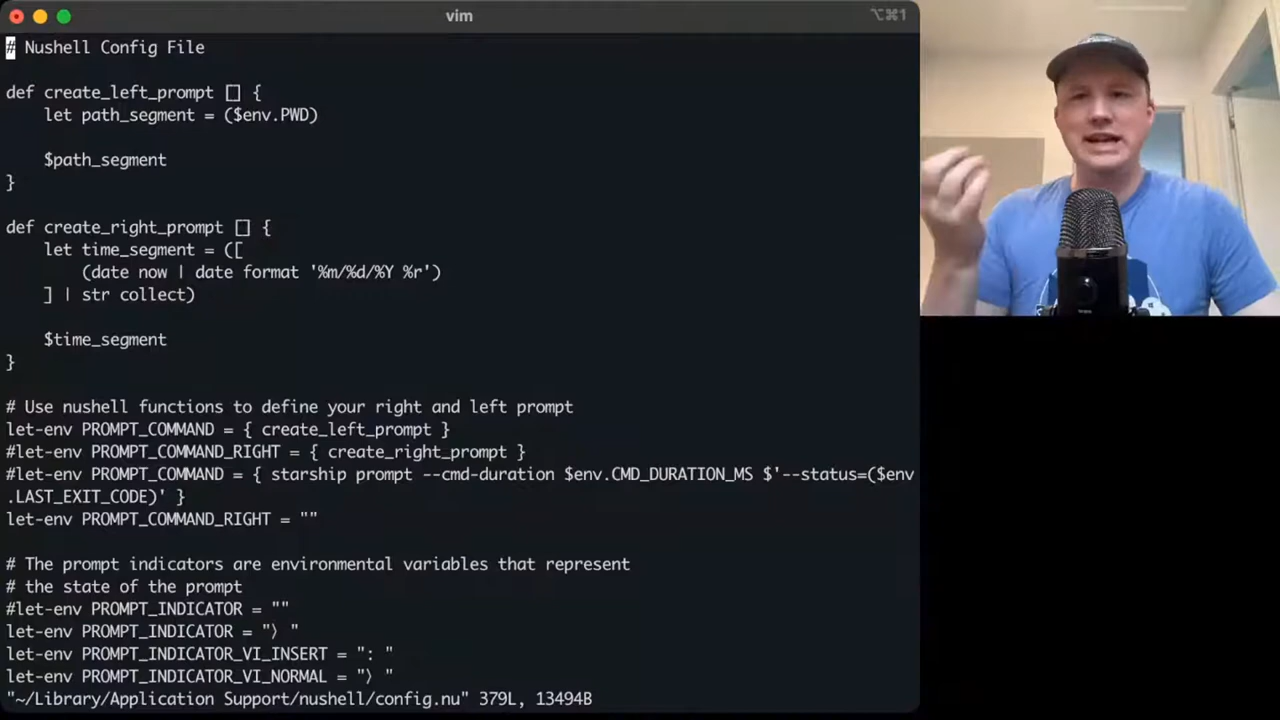 vim
⌥⌘1
# Nushell Config File
def create_left_prompt [] {
    let path_segment = ($env.PWD)
    $path_segment
}
def create_right_prompt [] {
    let time_segment = ([
        (date now | date format '%m/%d/%Y %r')
    ] | str collect)
    $time_segment
}
# Use nushell functions to define your right and left prompt
let-env PROMPT_COMMAND = { create_left_prompt }
#let-env PROMPT_COMMAND_RIGHT = { create_right_prompt }
#let-env PROMPT_COMMAND = { starship prompt --cmd-duration $env.CMD_DURATION_MS $'--status=($env
.LAST_EXIT_CODE)' }
let-env PROMPT_COMMAND_RIGHT = ""
# The prompt indicators are environmental variables that represent
# the state of the prompt
#let-env PROMPT_INDICATOR = ""
let-env PROMPT_INDICATOR = "〉"
let-env PROMPT_INDICATOR_VI_INSERT = ": "
let-env PROMPT_INDICATOR_VI_NORMAL = "〉"
"~/Library/Application Support/nushell/config.nu" 379L, 13494B